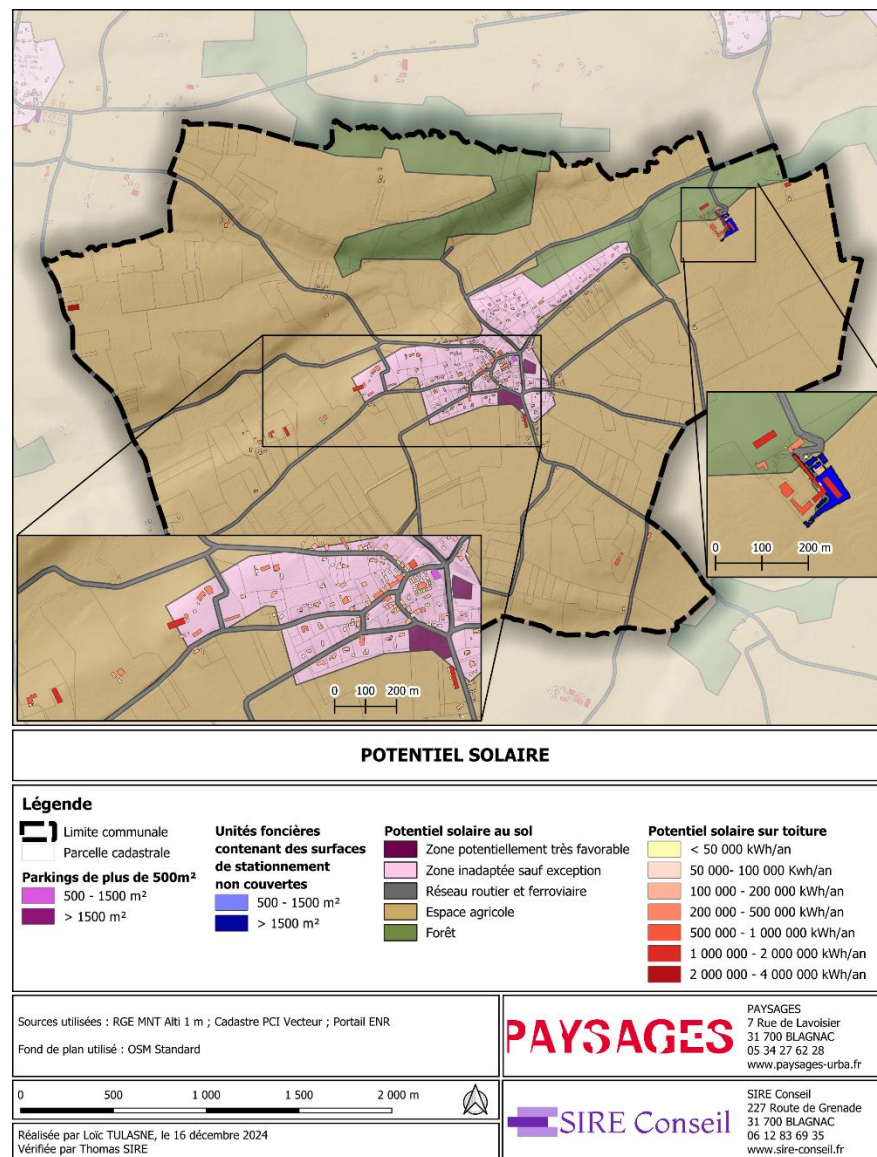 0 100 200 m
0 100 200 m
POTENTIEL SOLAIRE
Légende
Limite communale
Parcelle cadastrale
Parkings de plus de 500m²
500 - 1500 m²
> 1500 m²
Unités foncières
contenant des surfaces
de stationnement
non couvertes
500 - 1500 m²
> 1500 m²
Potentiel solaire au sol
Zone potentiellement très favorable
Zone inadaptée sauf exception
Réseau routier et ferroviaire
Espace agricole
Forêt
Potentiel solaire sur toiture
< 50 000 kWh/an
50 000- 100 000 Kwh/an
100 000 - 200 000 kWh/an
200 000 - 500 000 kWh/an
500 000 - 1 000 000 kWh/an
1 000 000 - 2 000 000 kWh/an
2 000 000 - 4 000 000 kWh/an
Sources utilisées : RGE MNT Alti 1 m ; Cadastre PCI Vecteur ; Portail ENR
Fond de plan utilisé : OSM Standard
PAYSAGES
PAYSAGES
7 Rue de Lavoisier
31 700 BLAGNAC
05 34 27 62 28
www.paysages-urba.fr
0 500 1 000 1 500 2 000 m
Réalisée par Loïc TULASNE, le 16 décembre 2024
Vérifiée par Thomas SIRE
SIRE Conseil
SIRE Conseil
227 Route de Grenade
31 700 BLAGNAC
06 12 83 69 35
www.sire-conseil.fr